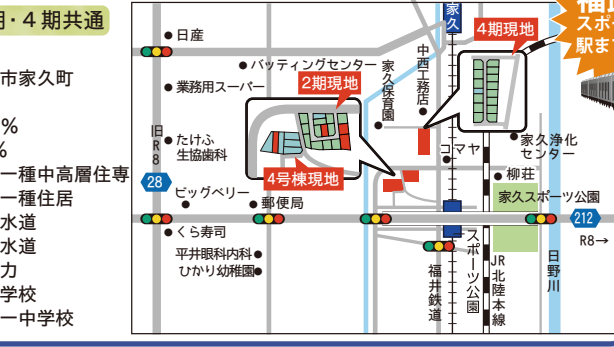 期・4期共通
市家久町
%
%
一種中高層住専
一種住居
水道
水道
力
学校
一中学校
日産
バッティングセンター
業務用スーパー
2期現地
家久保育園
中西工務店
家久
4期現地
スポー
駅まで
旧R8
たけふ
生協歯科
28
4号棟現地
ビッグベリー
郵便局
コマヤ
家久浄化
センター
柳荘
家久スポーツ公園
212
R8→
くら寿司
平井眼科内科
ひかり幼稚園
福井鉄道
スポーツ公園
JR北陸本線
日野川